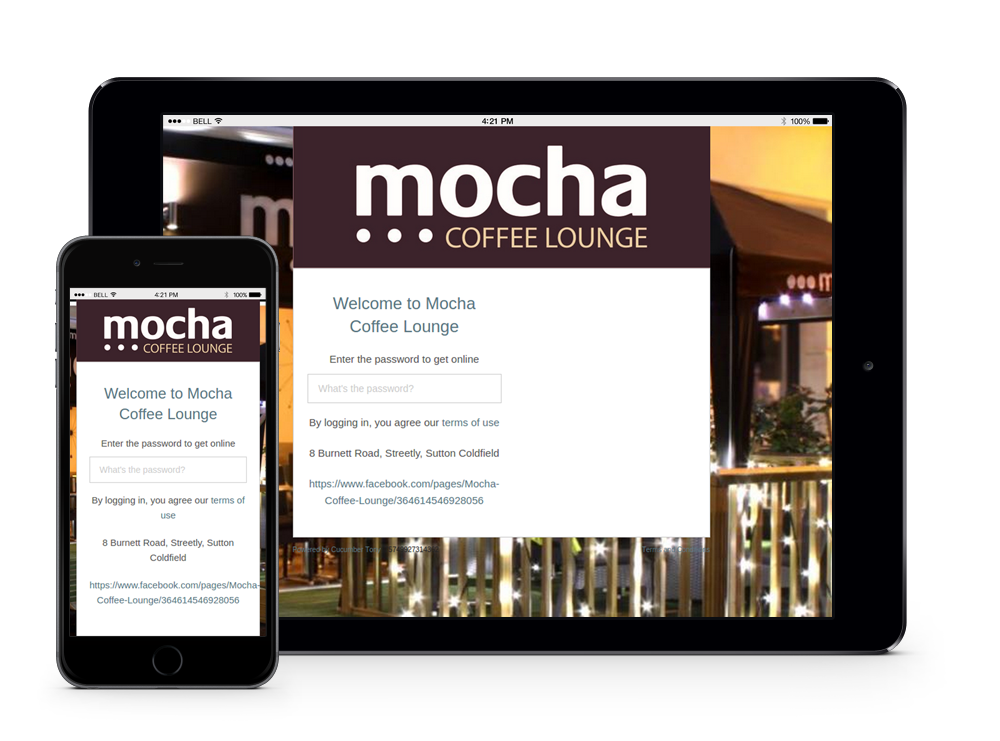 BELL 4:21 PM 100%
mocha
COFFEE LOUNGE
Welcome to Mocha
Coffee Lounge
Enter the password to get online
What's the password?
By logging in, you agree our terms of use
8 Burnett Road, Streetly, Sutton Coldfield
https://www.facebook.com/pages/Mocha-
Coffee-Lounge/364614546928056
Powered by Cucumber Tony
BELL 4:21 PM 100%
mocha
COFFEE LOUNGE
Welcome to Mocha
Coffee Lounge
Enter the password to get online
What's the password?
By logging in, you agree our terms of
use
8 Burnett Road, Streetly, Sutton
Coldfield
https://www.facebook.com/pages/Mocha-
Coffee-Lounge/364614546928056